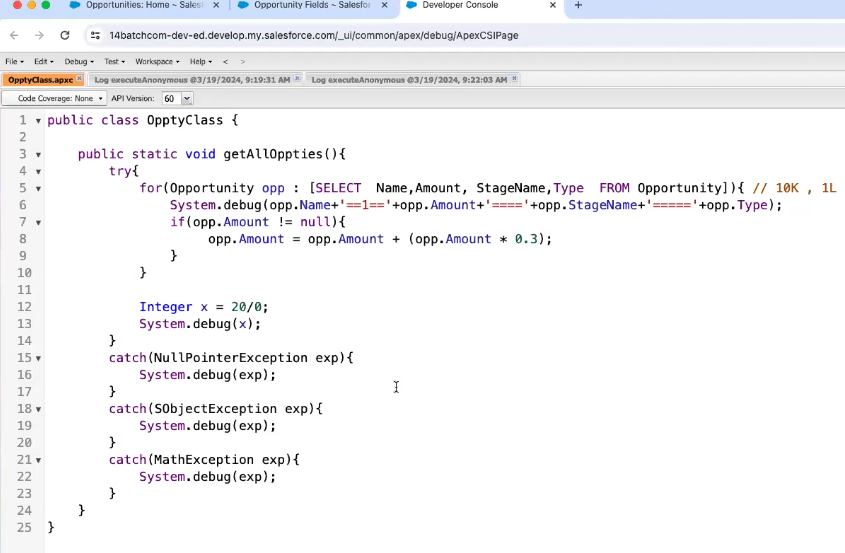 Opportunities: Home ~ Sales
Opportunity Fields ~ Salesfor
Developer Console
14batchcom-dev-ed.develop.my.salesforce.com/_ui/common/apex/debug/ApexCSIPage
File Edit Debug Test Workspace Help < >
OpptyClass.apxc
Log executeAnonymous @3/19/2024, 9:19:31 AM
Log executeAnonymous @3/19/2024, 9:22:03 AM
Code Coverage: None API Version: 60
1 public class OpptyClass {
2
3 public static void getAllOppties(){
4 try{
5 for(Opportunity opp : [SELECT Name,Amount, StageName,Type FROM Opportunity]){ // 10K , 1L
6 System.debug(opp.Name+'==1=='+opp.Amount+'===='+opp.StageName+'====='+opp.Type);
7 if(opp.Amount != null){
8 opp.Amount = opp.Amount + (opp.Amount * 0.3);
9 }
10 }
11
12 Integer x = 20/0;
13 System.debug(x);
14 }
15 catch(NullPointerException exp){
16 System.debug(exp);
17 }
18 catch(SObjectException exp){
19 System.debug(exp);
20 }
21 catch(MathException exp){
22 System.debug(exp);
23 }
24 }
25 }